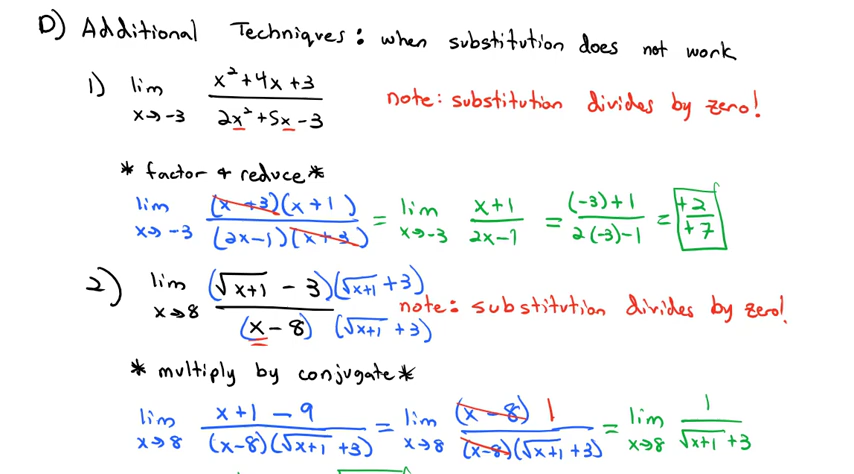 D) Additional Techniques: when substitution does not work
1) lim x→-3 (x²+4x+3)/(2x²+5x-3) note: substitution divides by zero!
* factor & reduce *
lim x→-3 ((x+3)(x+1))/((2x-1)(x+3)) = lim x→-3 (x+1)/(2x-1) = ((-3)+1)/(2(-3)-1) = +2/+7
2) lim x→8 ((√x+1 - 3)(√x+1 + 3))/((x-8)(√x+1 + 3)) note: substitution divides by zero!
* multiply by conjugate *
lim x→8 (x+1-9)/((x-8)(√x+1 + 3)) = lim x→8 ((x-8) 1)/((x-8)(√x+1 + 3)) = lim x→8 1/(√x+1 + 3)